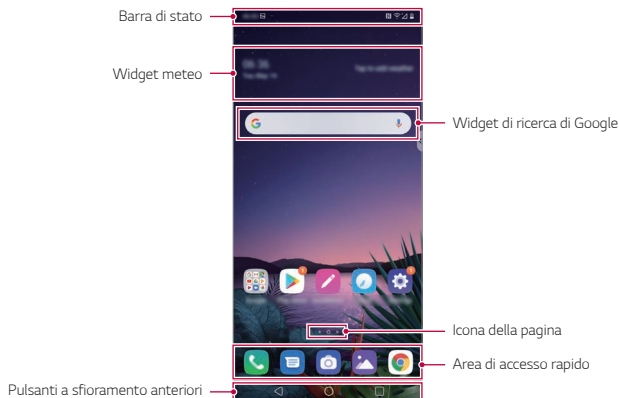 Barra di stato
Widget meteo
Widget di ricerca di Google
Icona della pagina
Area di accesso rapido
Pulsanti a sfioramento anteriori